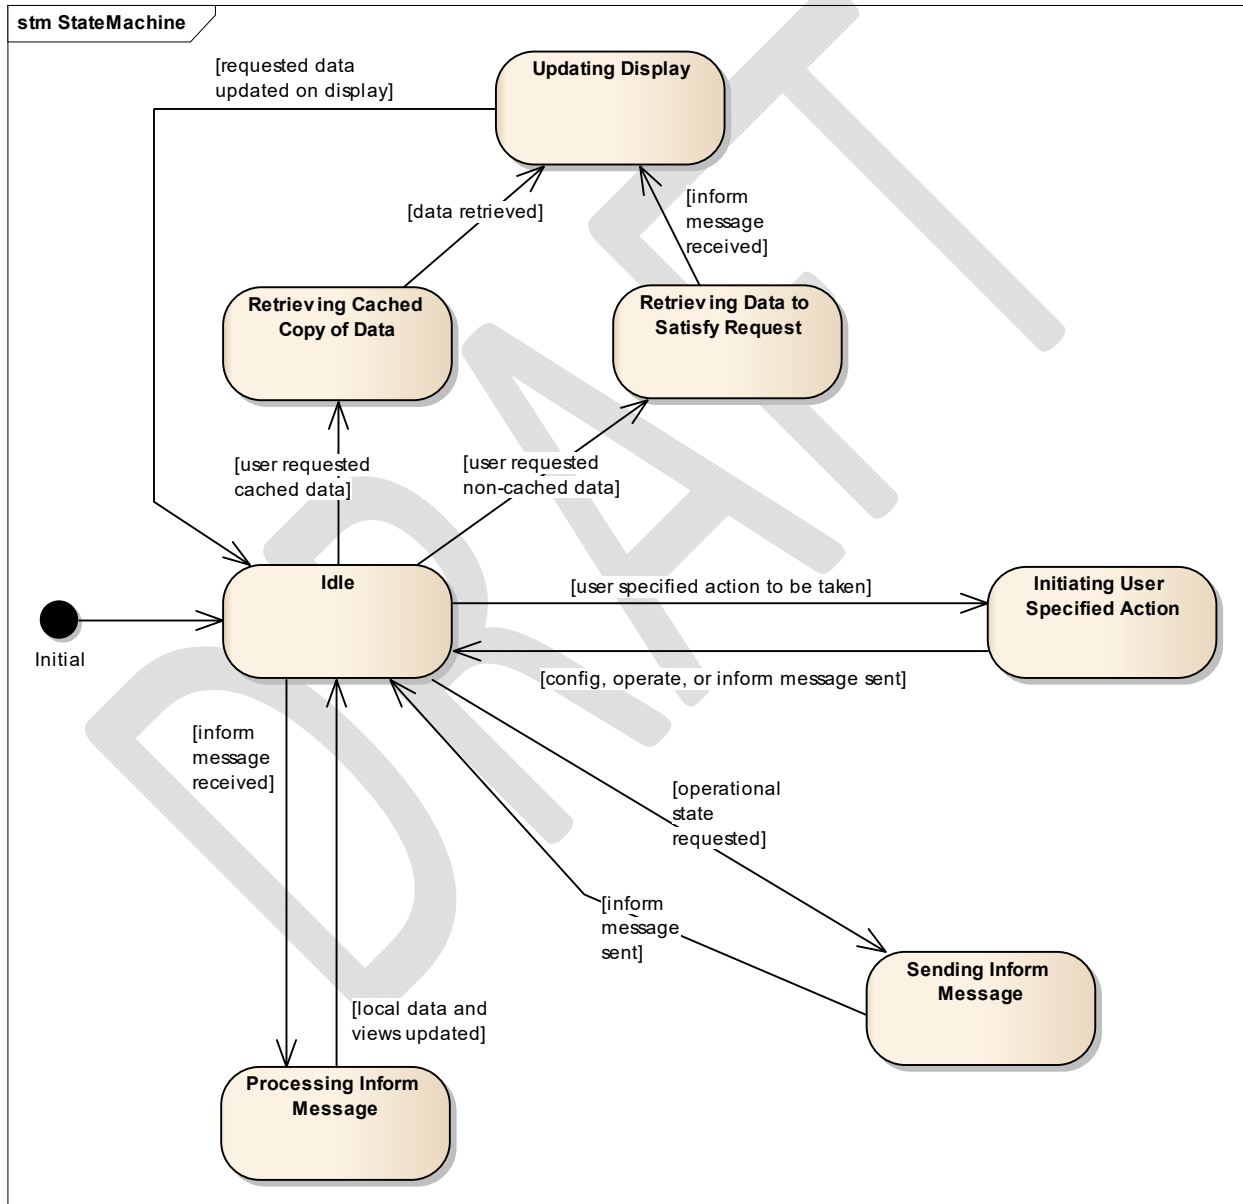 stm StateMachine
Updating Display
[requested data
updated on display]
[data retrieved]
[inform
message
received]
Retrieving Cached
Copy of Data
Retrieving Data to
Satisfy Request
[user requested
cached data]
[user requested
non-cached data]
Idle
[user specified action to be taken]
Initiating User
Specified Action
Initial
[config, operate, or inform message sent]
[inform
message
received]
[operational
state
requested]
[inform
message
sent]
Sending Inform
Message
[local data and
views updated]
Processing Inform
Message
DRAFT